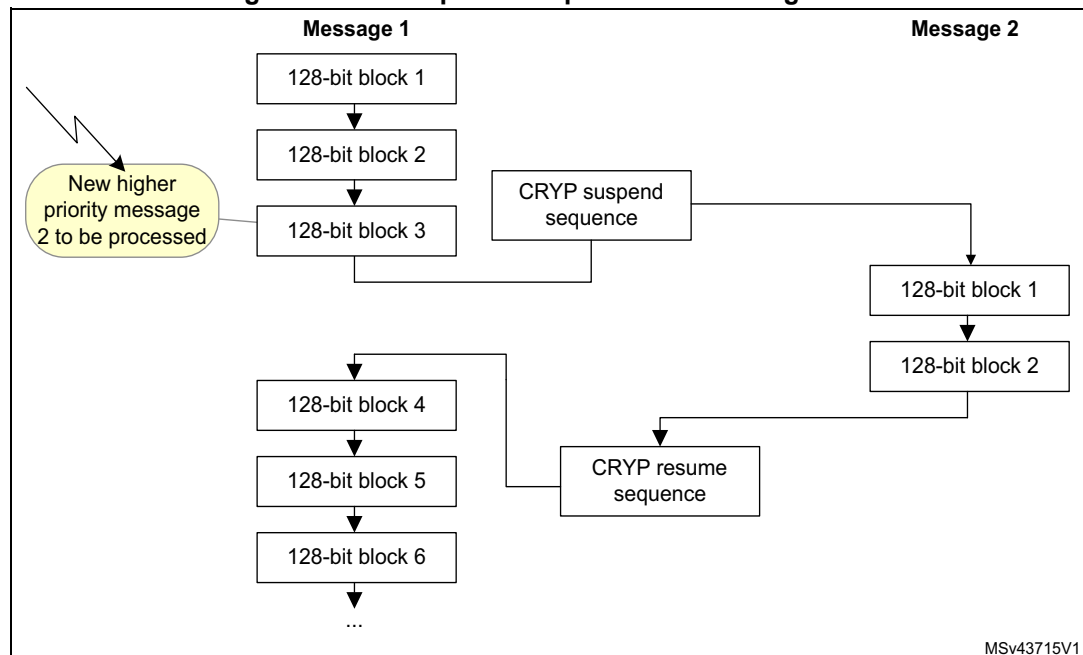 Message 1
Message 2
128-bit block 1
128-bit block 2
New higher
priority message
2 to be processed
128-bit block 3
CRYP suspend
sequence
128-bit block 1
128-bit block 2
CRYP resume
sequence
128-bit block 4
128-bit block 5
128-bit block 6
...
MSv43715V1